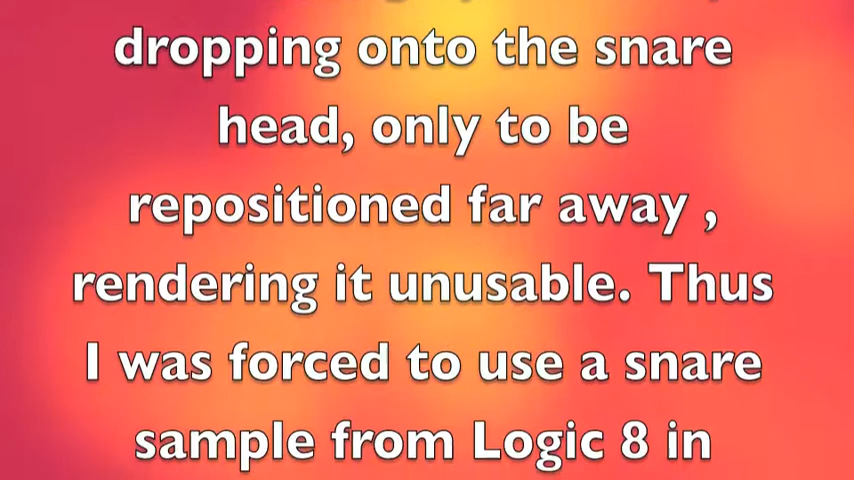 dropping onto the snare
head, only to be
repositioned far away ,
rendering it unusable. Thus
I was forced to use a snare
sample from Logic 8 in